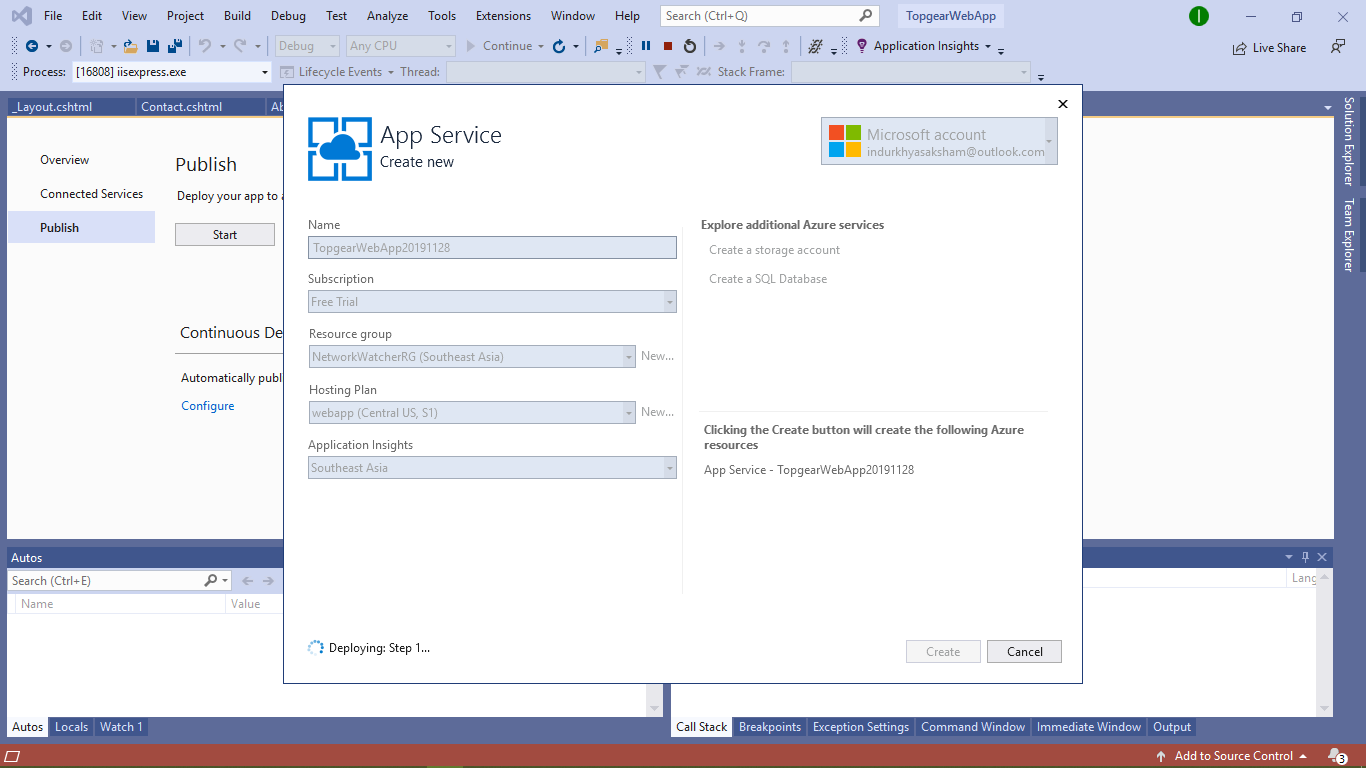 File Edit View Project Build Debug Test Analyze Tools Extensions Window Help Search (Ctrl+Q) TopgearWebApp
Debug Any CPU Continue Application Insights Live Share
Process: [16808] iisexpress.exe Lifecycle Events Thread: Stack Frame:
_Layout.cshtml Contact.cshtml
Solution Explorer
Team Explorer
Overview
Connected Services
Publish
Publish
Deploy your app to
Start
Continuous De
Automatically publ
Configure
App Service
Create new
Microsoft account
indurkhyasaksham@outlook.com
Name
TopgearWebApp20191128
Subscription
Free Trial
Resource group
NetworkWatcherRG (Southeast Asia) New...
Hosting Plan
webapp (Central US, S1) New...
Application Insights
Southeast Asia
Explore additional Azure services
Create a storage account
Create a SQL Database
Clicking the Create button will create the following Azure
resources
App Service - TopgearWebApp20191128
Deploying: Step 1...
Create Cancel
Autos
Search (Ctrl+E)
Name Value
Lang
Autos Locals Watch 1
Call Stack Breakpoints Exception Settings Command Window Immediate Window Output
Add to Source Control 3